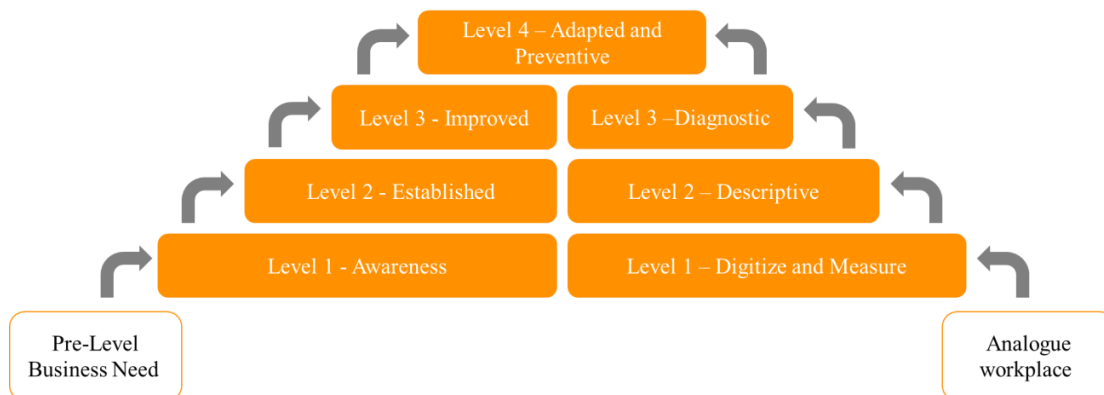 Level 4 – Adapted and
Preventive
Level 3 - Improved
Level 3 –Diagnostic
Level 2 - Established
Level 2 – Descriptive
Level 1 - Awareness
Level 1 – Digitize and Measure
Pre-Level
Business Need
Analogue
workplace